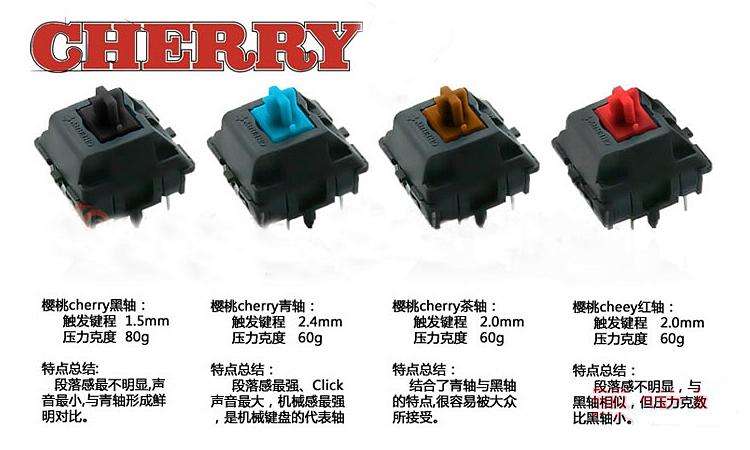 CHERRY
樱桃cherry黑轴：
触发键程 1.5mm
压力克度 80g
特点总结:
段落感最不明显,声
音最小,与青轴形成鲜
明对比。
樱桃cherry青轴：
触发键程 2.4mm
压力克度 60g
特点总结:
段落感最强、Click
声音最大，机械感最强
，是机械键盘的代表轴
樱桃cherry茶轴：
触发键程 2.0mm
压力克度 60g
特点总结:
结合了青轴与黑轴
的特点,很容易被大众
所接受。
樱桃cheey红轴：
触发键程 2.0mm
压力克度 60g
特点总结:
段落感不明显，与
黑轴相似，但压力克数
比黑轴小。